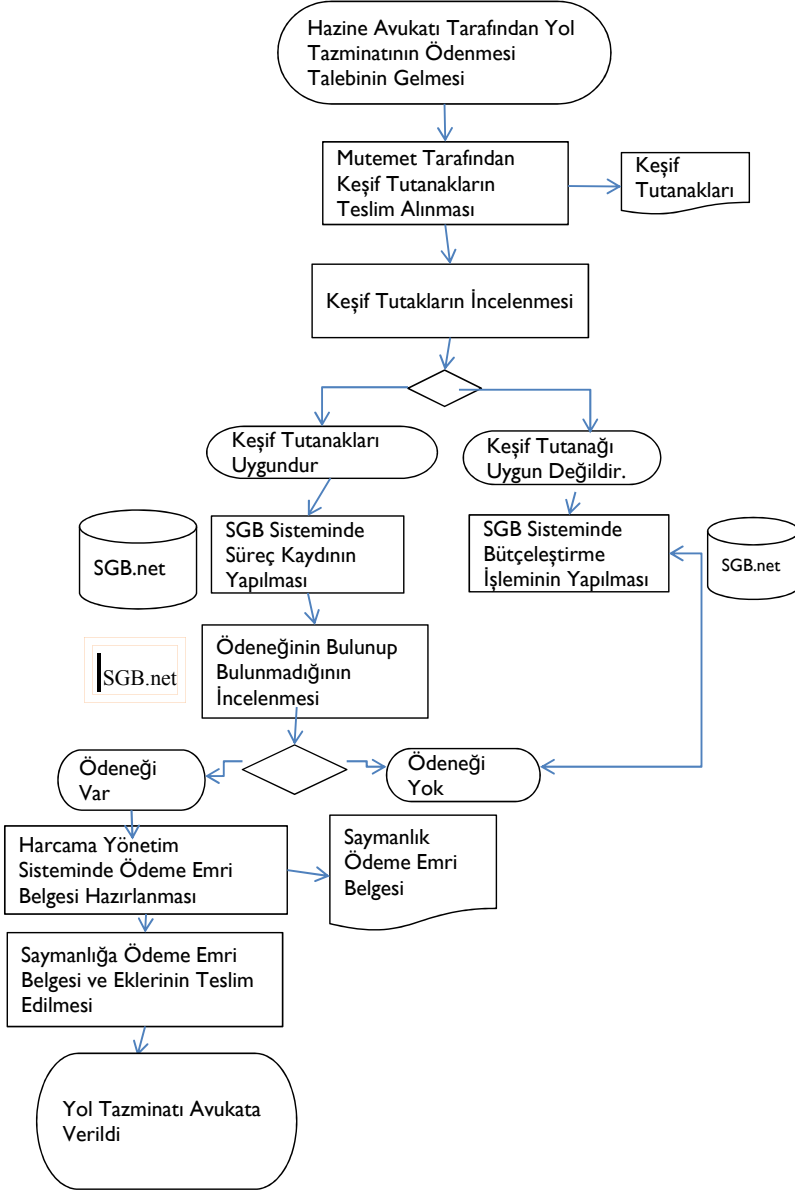 Hazine Avukatı Tarafından Yol
Tazminatının Ödenmesi
Talebinin Gelmesi
Mutemet Tarafından
Keşif Tutanakların
Teslim Alınması
Keşif
Tutanakları
Keşif Tutakların İncelenmesi
Keşif Tutanakları
Uygundur
Keşif Tutanağı
Uygun Değildir.
SGB.net
SGB Sisteminde
Süreç Kaydının
Yapılması
SGB Sisteminde
Bütçeleştirme
İşleminin Yapılması
SGB.net
SGB.net
Ödeneğinin Bulunup
Bulunmadığının
İncelenmesi
Ödeneği
Var
Ödeneği
Yok
Harcama Yönetim
Sisteminde Ödeme Emri
Belgesi Hazırlanması
Saymanlık
Ödeme Emri
Belgesi
Saymanlığa Ödeme Emri
Belgesi ve Eklerinin Teslim
Edilmesi
Yol Tazminatı Avukata
Verildi